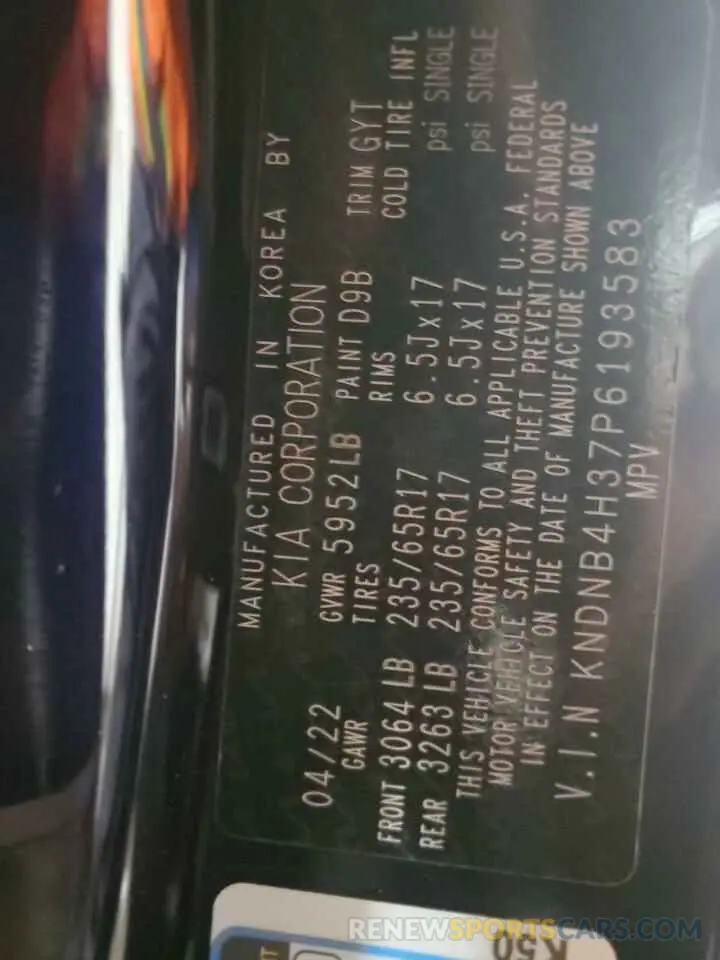 MANUFACTURED IN KOREA BY
KIA CORPORATION
04/22 GVWR 5952LB PAINT D9B TRIM GYT
GAWR TIRES RIMS COLD TIRE INFL
FRONT 3064 LB 235/65R17 6.5Jx17 psi SINGLE
REAR 3263 LB 235/65R17 6.5Jx17 psi SINGLE
THIS VEHICLE CONFORMS TO ALL APPLICABLE U.S.A. FEDERAL
MOTOR VEHICLE SAFETY AND THEFT PREVENTION STANDARDS
IN EFFECT ON THE DATE OF MANUFACTURE SHOWN ABOVE
V.I.N KNDNB4H37P6193583
MPV
RENEWSPORTSCARS.COM